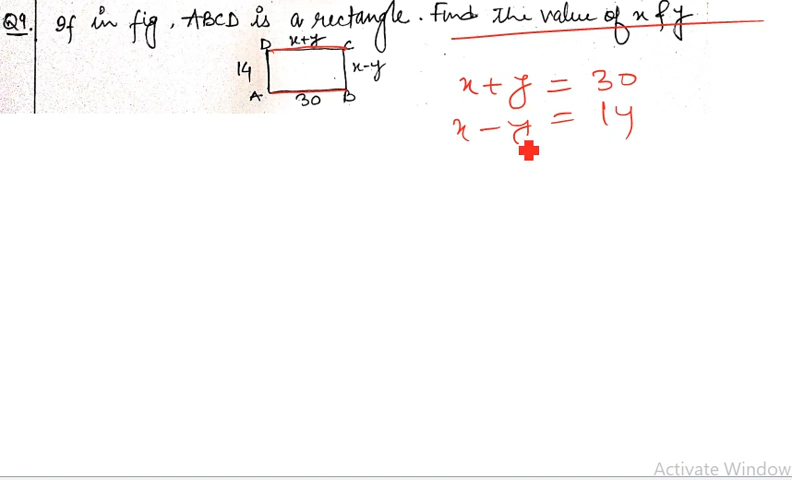 Q9. If in fig, ABCD is a rectangle. Find the value of x & y
D x+y C
14 x-y
A 30 B
x+y = 30
x-y = 14
Activate Window